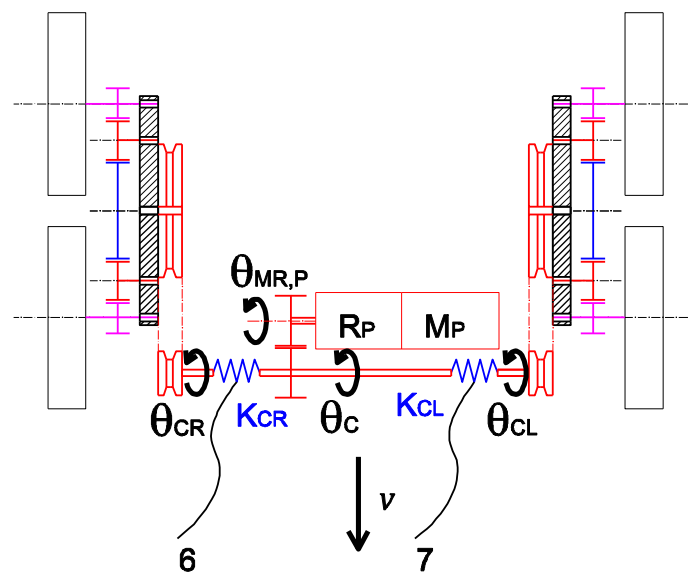 θMR,P
RP MP
θCR KCR θC KCL θCL
v
6 7